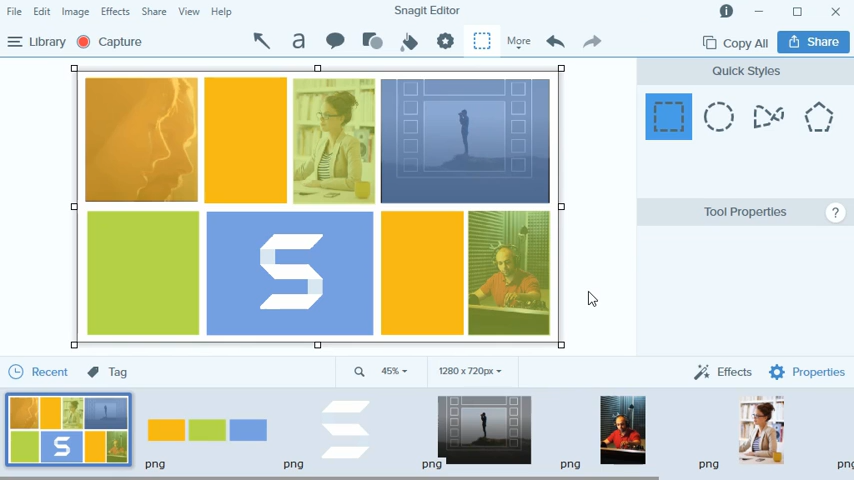 Snagit Editor
File Edit Image Effects Share View Help
Library Capture a More Copy All Share
Quick Styles
Tool Properties ?
S
Recent Tag 45% 1280 x 720px Effects Properties
S
png png png png png png